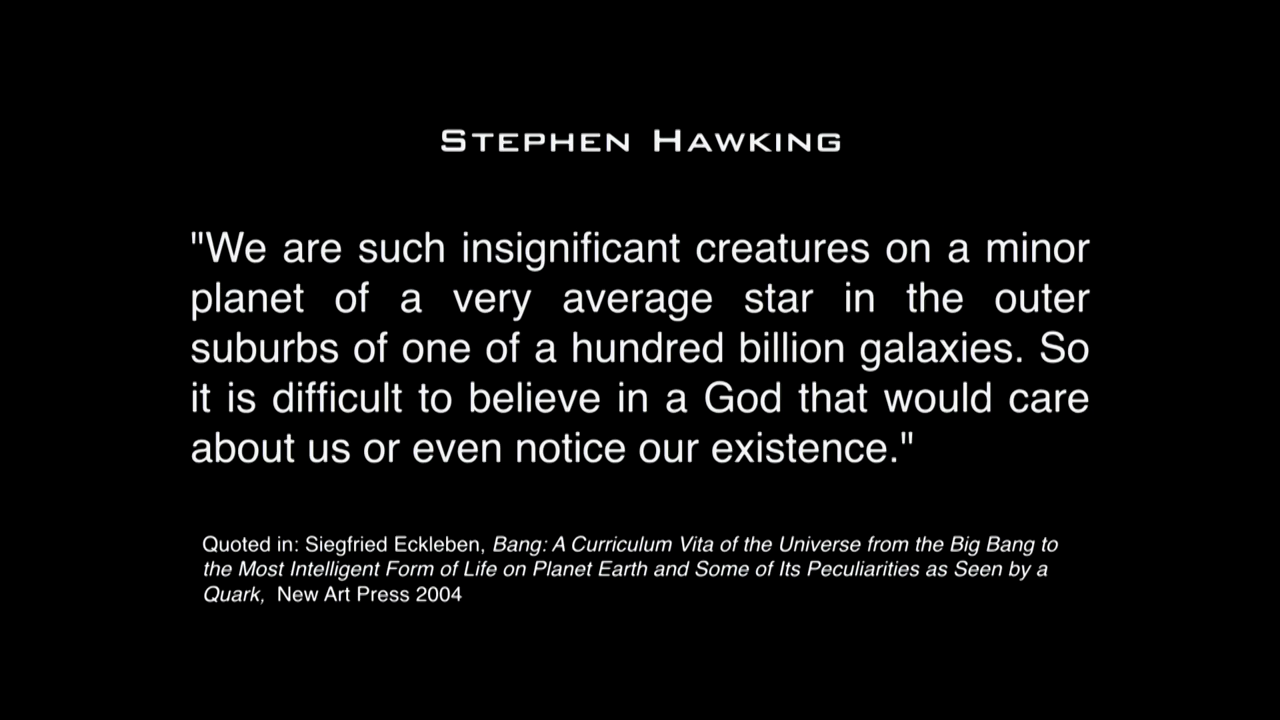 STEPHEN HAWKING
"We are such insignificant creatures on a minor
planet of a very average star in the outer
suburbs of one of a hundred billion galaxies. So
it is difficult to believe in a God that would care
about us or even notice our existence."
Quoted in: Siegfried Eckleben, Bang: A Curriculum Vita of the Universe from the Big Bang to
the Most Intelligent Form of Life on Planet Earth and Some of Its Peculiarities as Seen by a
Quark, New Art Press 2004